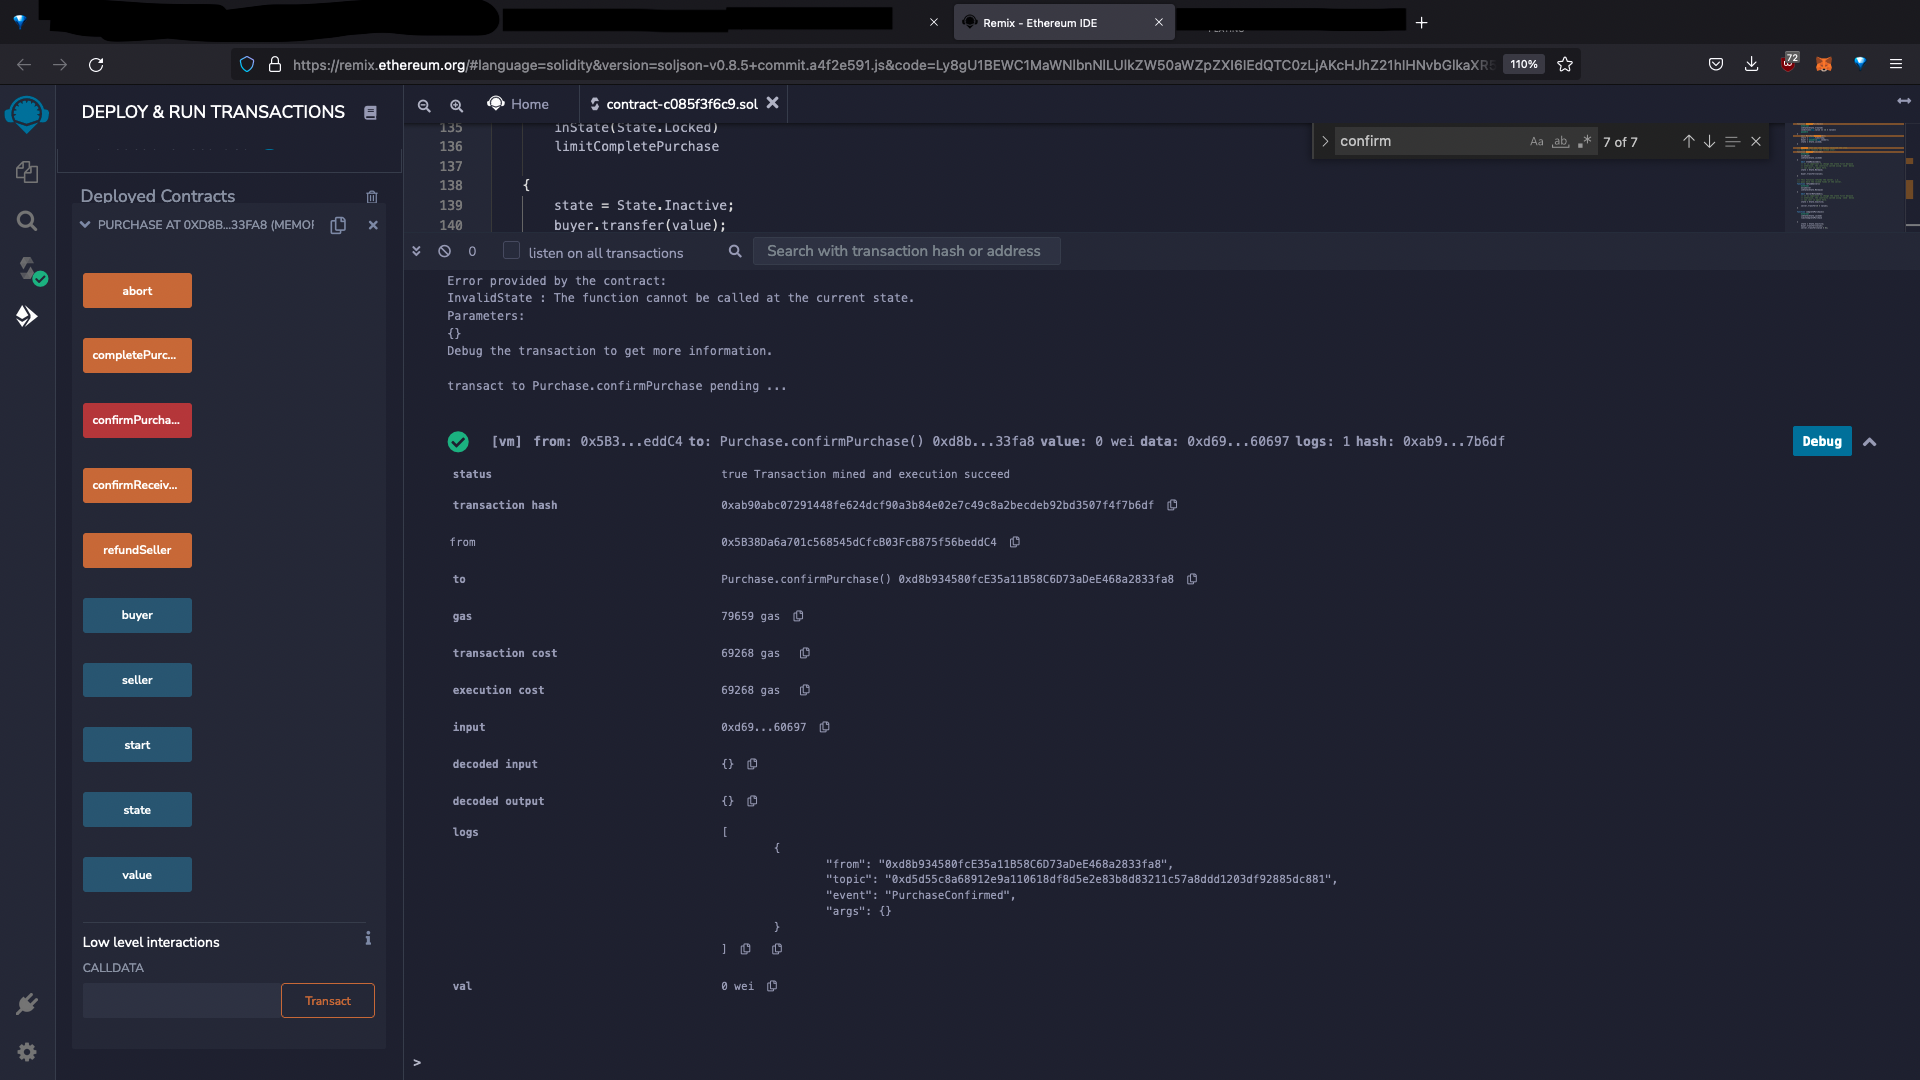 Remix - Ethereum IDE
https://remix.ethereum.org/#language=solidity&version=soljson-v0.8.5+commit.a4f2e591.js&code=
110%
72
DEPLOY & RUN TRANSACTIONS
Home
contract-c085f3f6c9.sol
135 inState(State.Locked)
136 limitCompletePurchase
137
138 {
139 state = State.Inactive;
140 buyer.transfer(value);
> confirm
Aa ab .* 7 of 7
Deployed Contracts
PURCHASE AT 0XD8B...33FA8 (MEMOR
abort
completePurc...
confirmPurcha...
confirmReceiv...
refundSeller
buyer
seller
start
state
value
Low level interactions
i
CALLDATA
Transact
0
listen on all transactions
Search with transaction hash or address
Error provided by the contract:
InvalidState : The function cannot be called at the current state.
Parameters:
{}
Debug the transaction to get more information.
transact to Purchase.confirmPurchase pending ...
[vm] from: 0x5B3...eddC4 to: Purchase.confirmPurchase() 0xd8b...33fa8 value: 0 wei data: 0xd69...60697 logs: 1 hash: 0xab9...7b6df
Debug
status true Transaction mined and execution succeed
transaction hash 0xab90abc07291448fe624dcf90a3b84e02e7c49c8a2becdeb92bd3507f4f7b6df
from 0x5B38Da6a701c568545dCfcB03FcB875f56beddC4
to Purchase.confirmPurchase() 0xd8b934580fcE35a11B58C6D73aDeE468a2833fa8
gas 79659 gas
transaction cost 69268 gas
execution cost 69268 gas
input 0xd69...60697
decoded input {}
decoded output {}
logs [
{
"from": "0xd8b934580fcE35a11B58C6D73aDeE468a2833fa8",
"topic": "0xd5d55c8a68912e9a110618df8d5e2e83b8d83211c57a8ddd1203df92885dc881",
"event": "PurchaseConfirmed",
"args": {}
}
]
val 0 wei
>